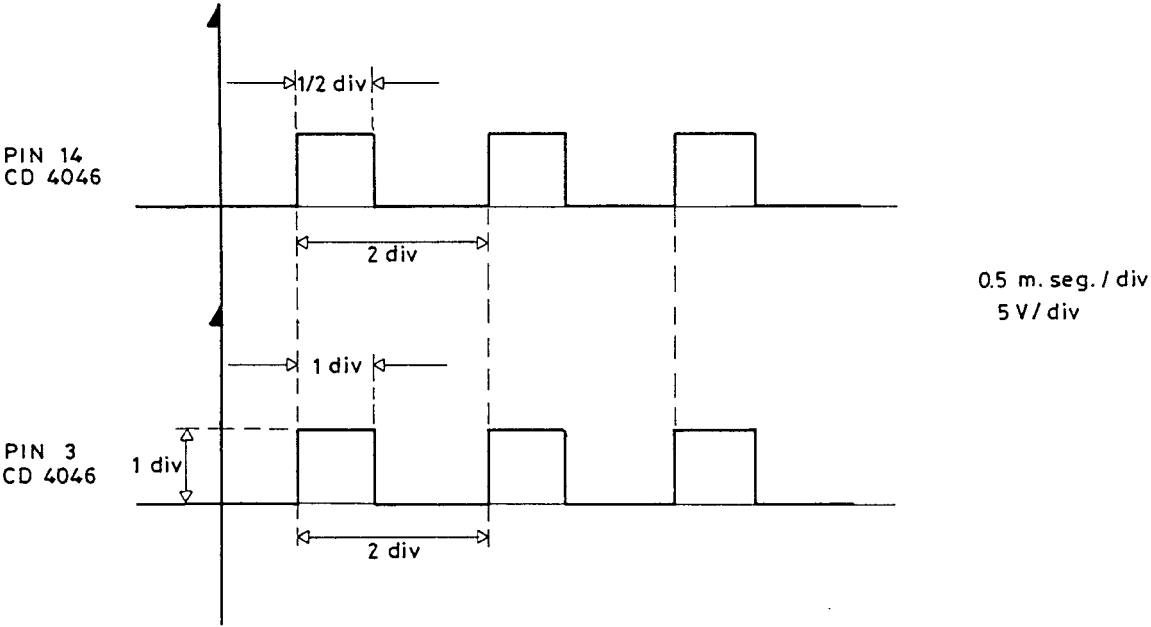 1/2 div
PIN 14
CD 4046
2 div
0.5 m. seg. / div
5 V / div
1 div
PIN 3
CD 4046
1 div
2 div